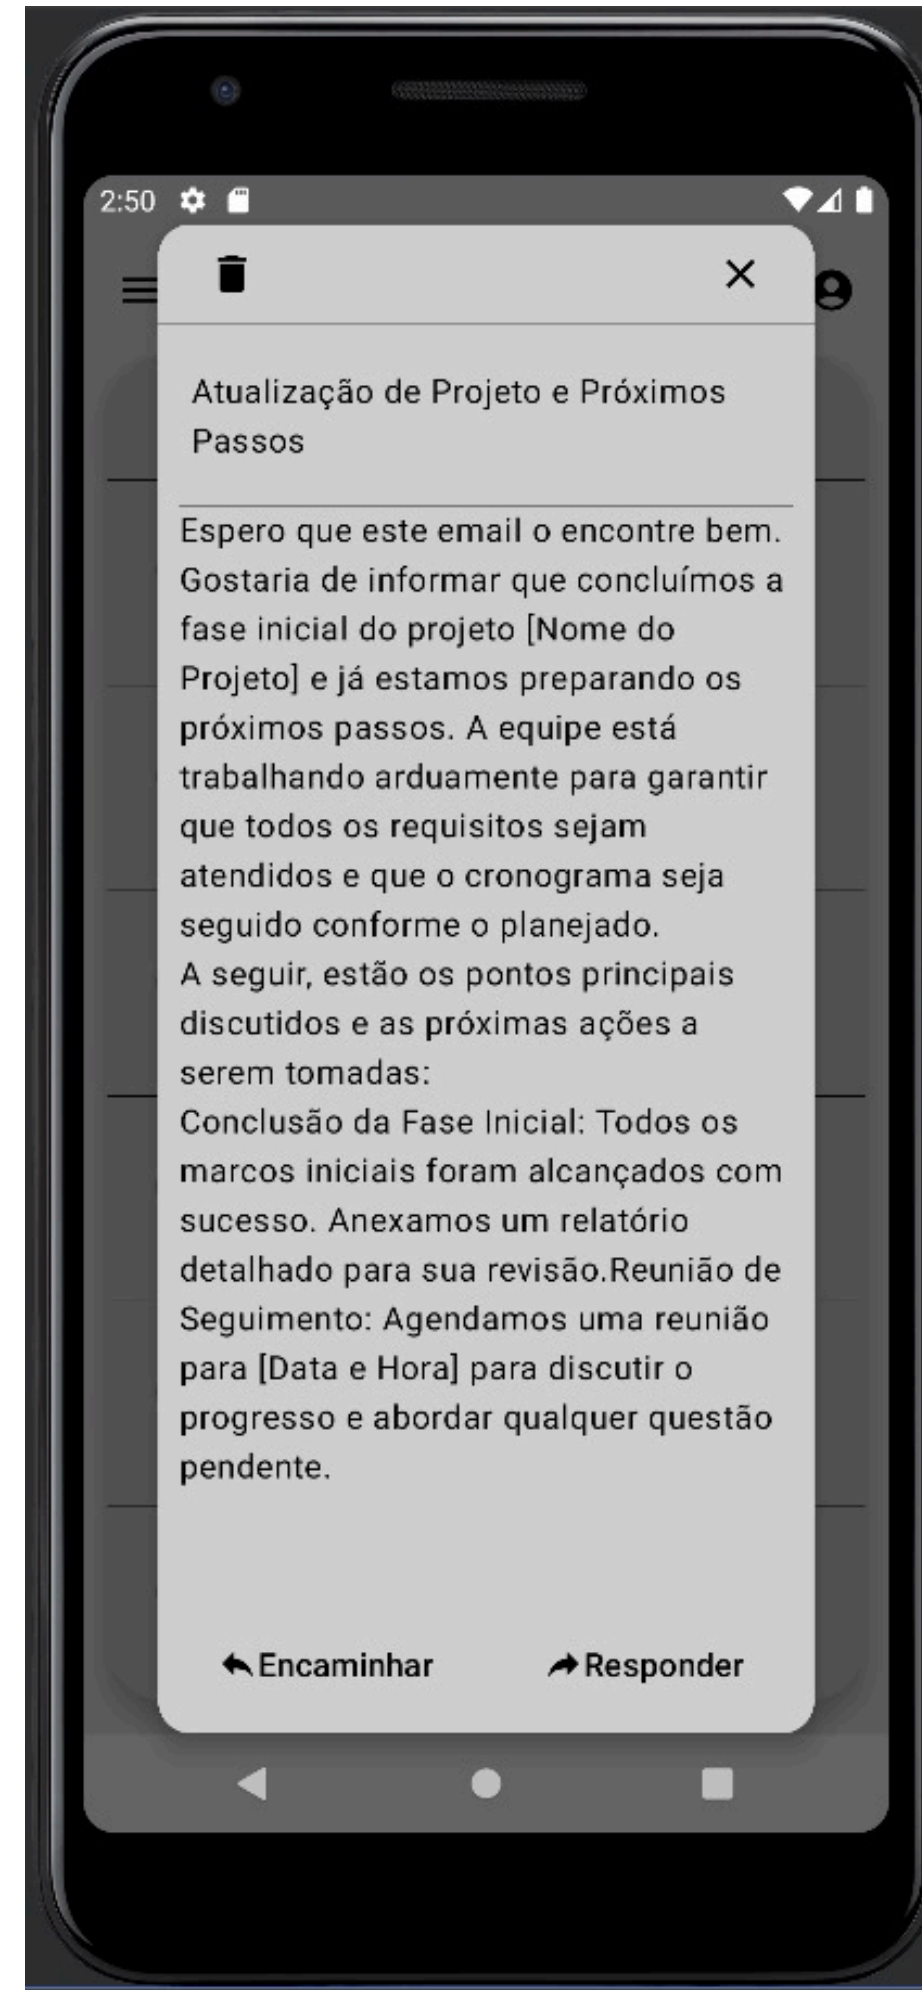 2:50
Atualização de Projeto e Próximos
Passos
Espero que este email o encontre bem.
Gostaria de informar que concluímos a
fase inicial do projeto [Nome do
Projeto] e já estamos preparando os
próximos passos. A equipe está
trabalhando arduamente para garantir
que todos os requisitos sejam
atendidos e que o cronograma seja
seguido conforme o planejado.
A seguir, estão os pontos principais
discutidos e as próximas ações a
serem tomadas:
Conclusão da Fase Inicial: Todos os
marcos iniciais foram alcançados com
sucesso. Anexamos um relatório
detalhado para sua revisão.Reunião de
Seguimento: Agendamos uma reunião
para [Data e Hora] para discutir o
progresso e abordar qualquer questão
pendente.
Encaminhar Responder